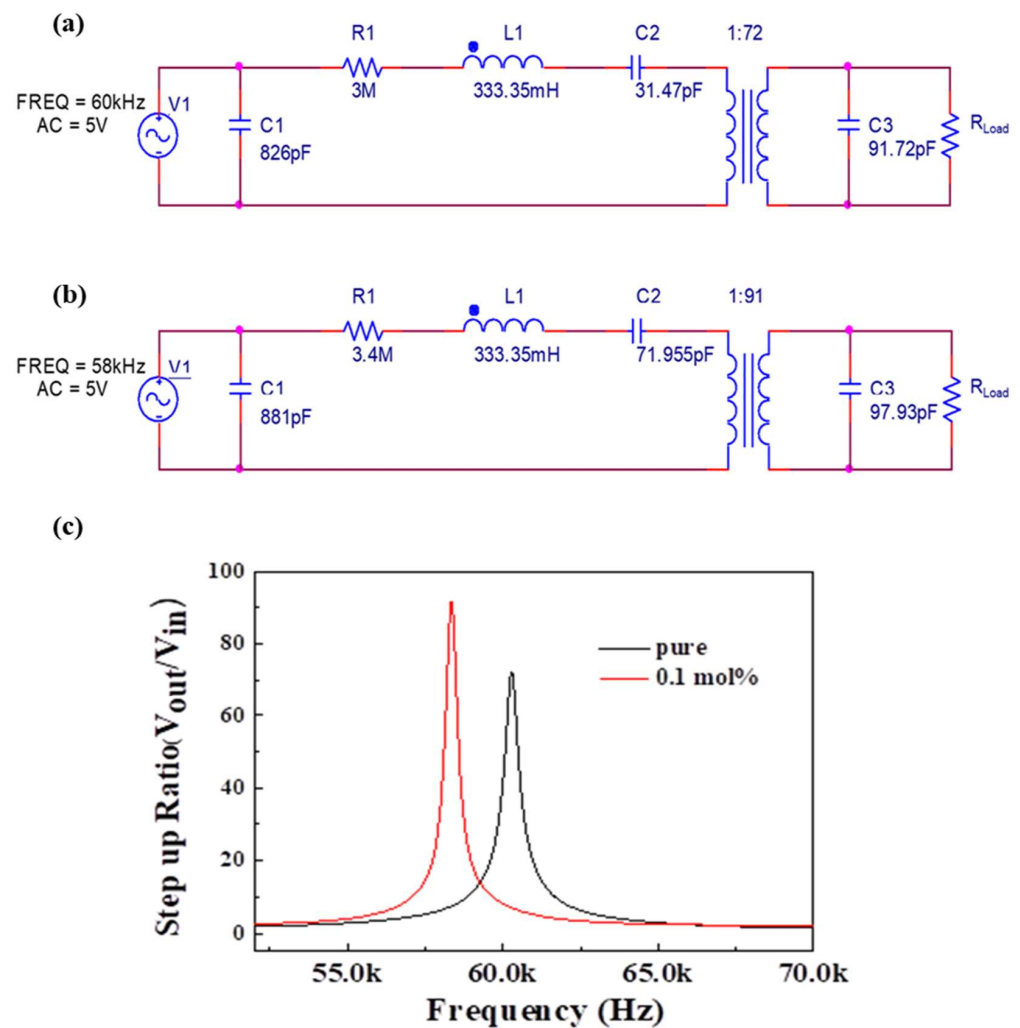 (a)
R1
L1
C2
1:72
3M
333.35mH
31.47pF
FREQ = 60kHz
AC = 5V
V1
C1
826pF
C3
91.72pF
RLoad
(b)
R1
L1
C2
1:91
3.4M
333.35mH
71.955pF
FREQ = 58kHz
AC = 5V
V1
C1
881pF
C3
97.93pF
RLoad
(c)
Step up Ratio(Vout/Vin)
100
80
60
40
20
0
pure
0.1 mol%
55.0k
60.0k
65.0k
70.0k
Frequency (Hz)